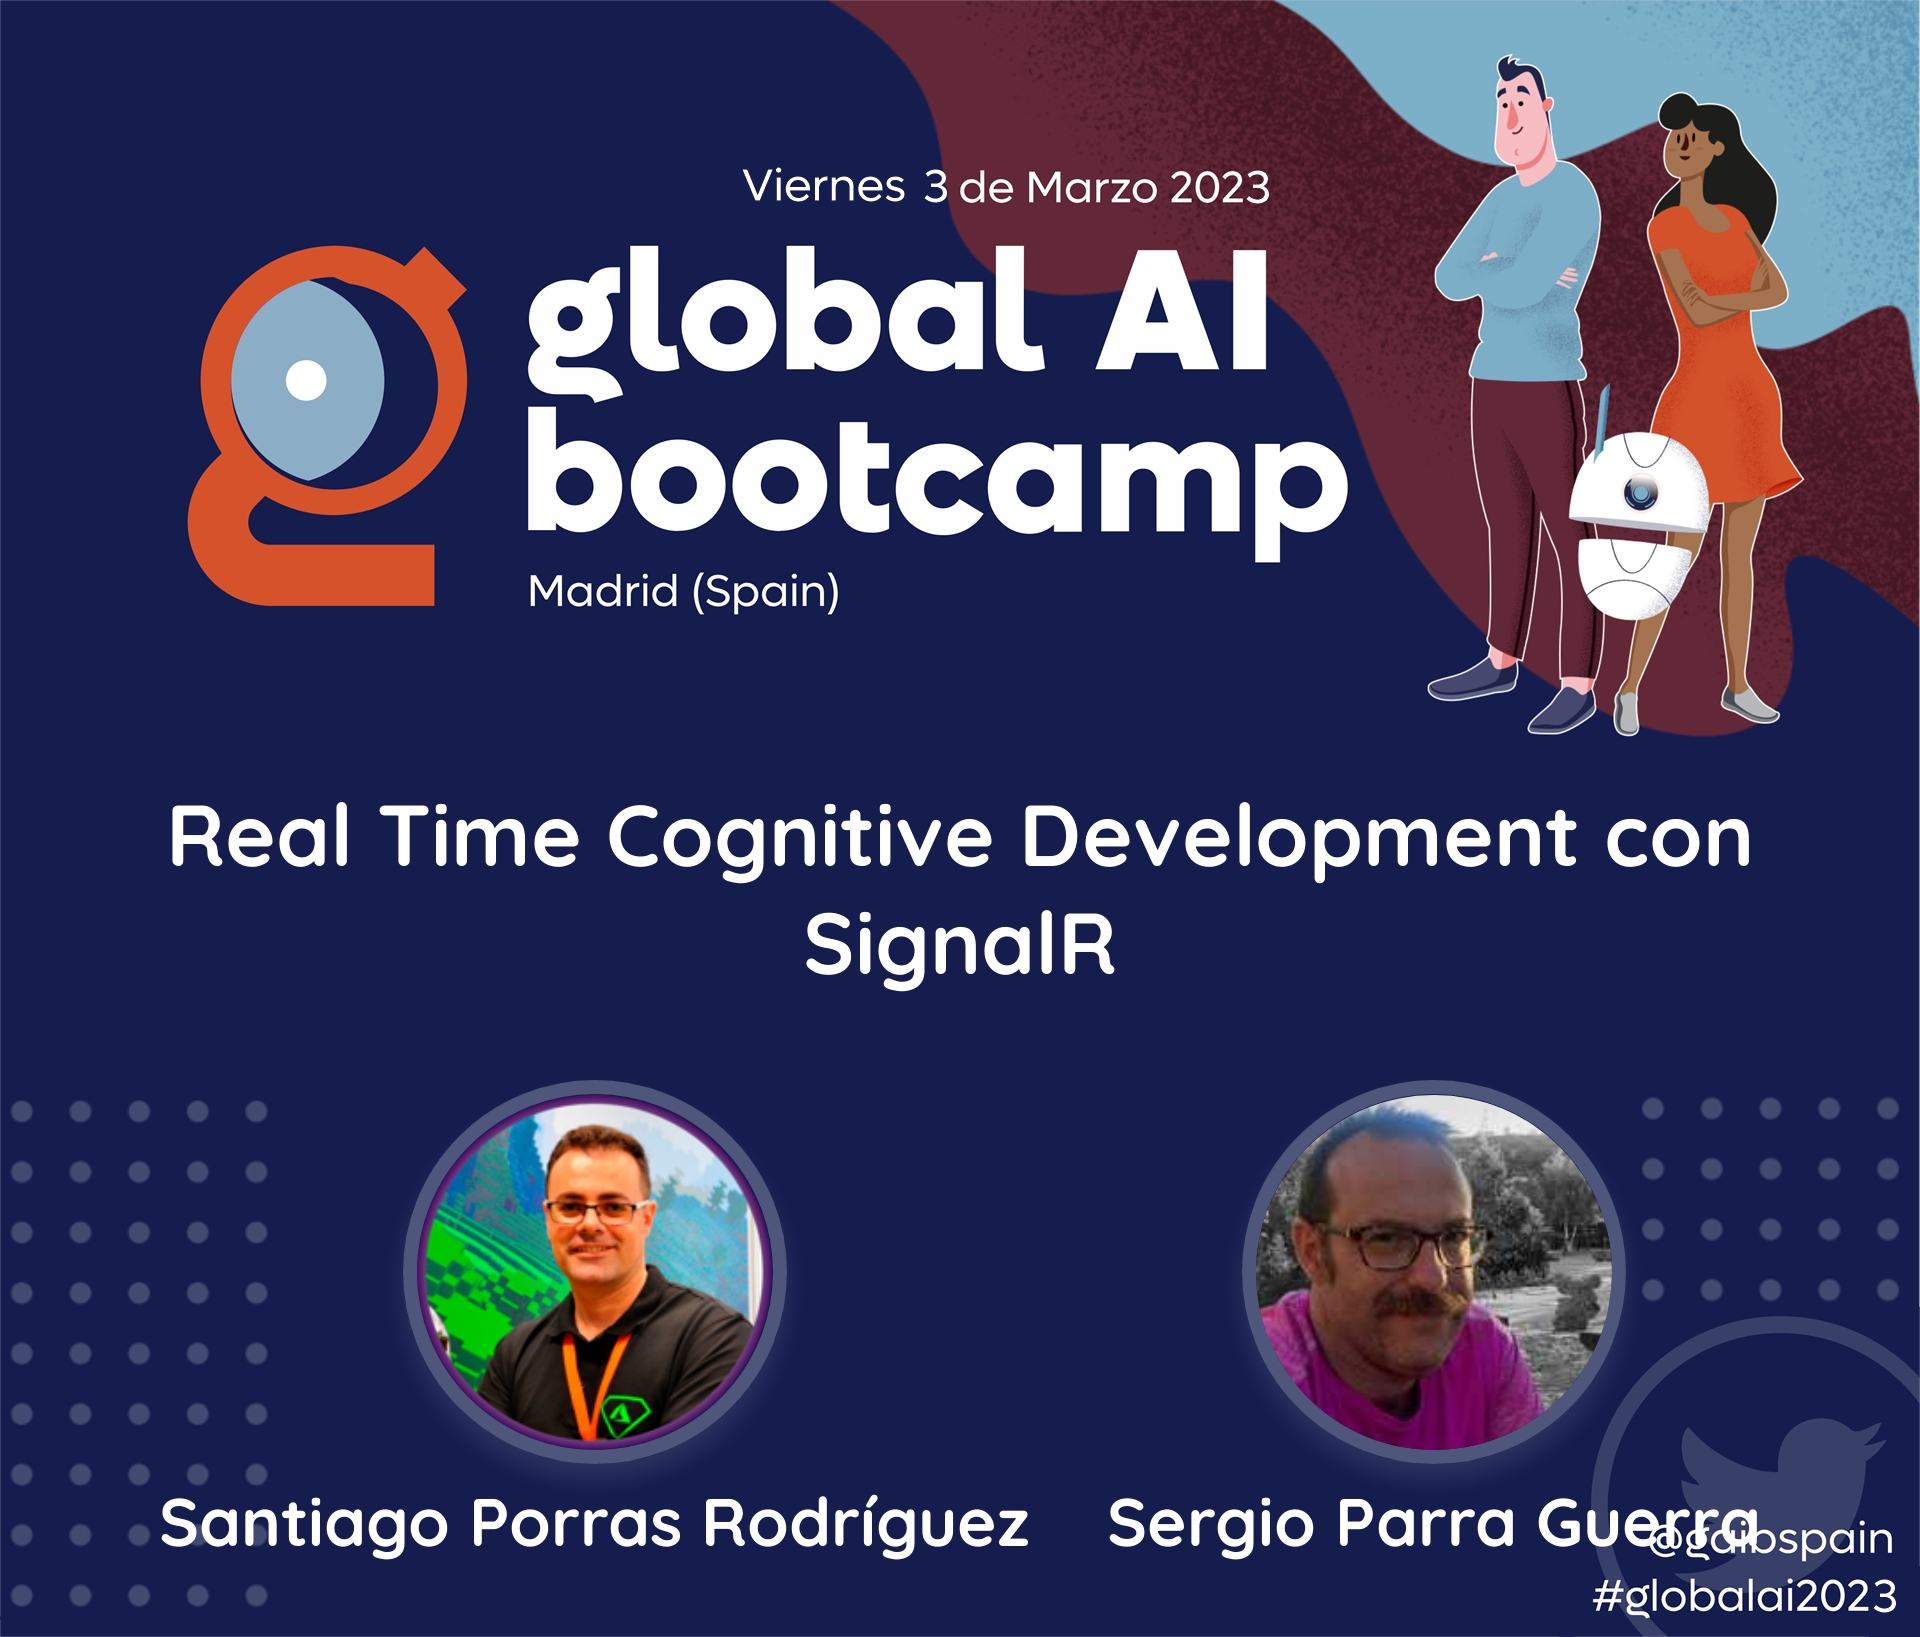 Viernes 3 de Marzo 2023
global AI
bootcamp
Madrid (Spain)
Real Time Cognitive Development con
SignalR
Santiago Porras Rodríguez
Sergio Parra Guerra
@gaibspain
#globalai2023